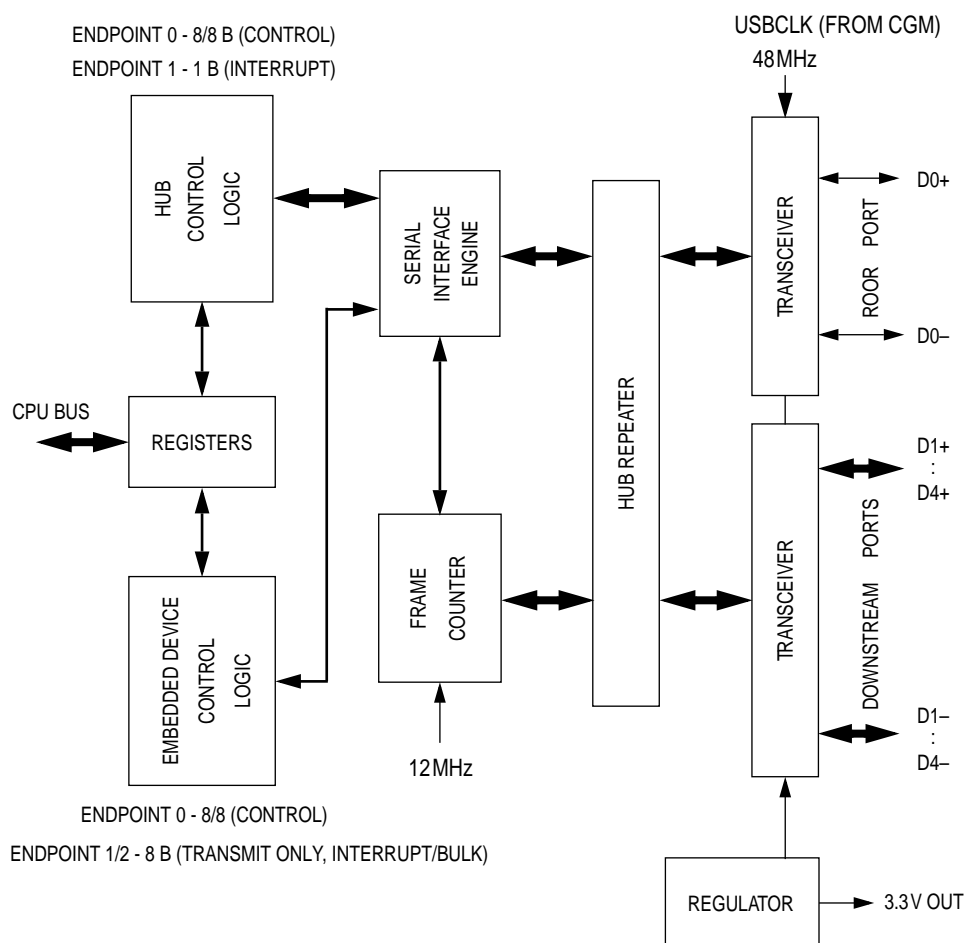 ENDPOINT 0 - 8/8 B (CONTROL)
ENDPOINT 1 - 1 B (INTERRUPT)
USBCLK (FROM CGM)
48MHz
HUB
CONTROL
LOGIC
SERIAL
INTERFACE
ENGINE
HUB REPEATER
TRANSCEIVER
D0+
ROOR PORT
D0–
CPU BUS
REGISTERS
EMBEDDED DEVICE
CONTROL
LOGIC
FRAME
COUNTER
12MHz
TRANSCEIVER
D1+
:
D4+
DOWNSTREAM PORTS
D1–
:
D4–
ENDPOINT 0 - 8/8 (CONTROL)
ENDPOINT 1/2 - 8 B (TRANSMIT ONLY, INTERRUPT/BULK)
REGULATOR
3.3V OUT